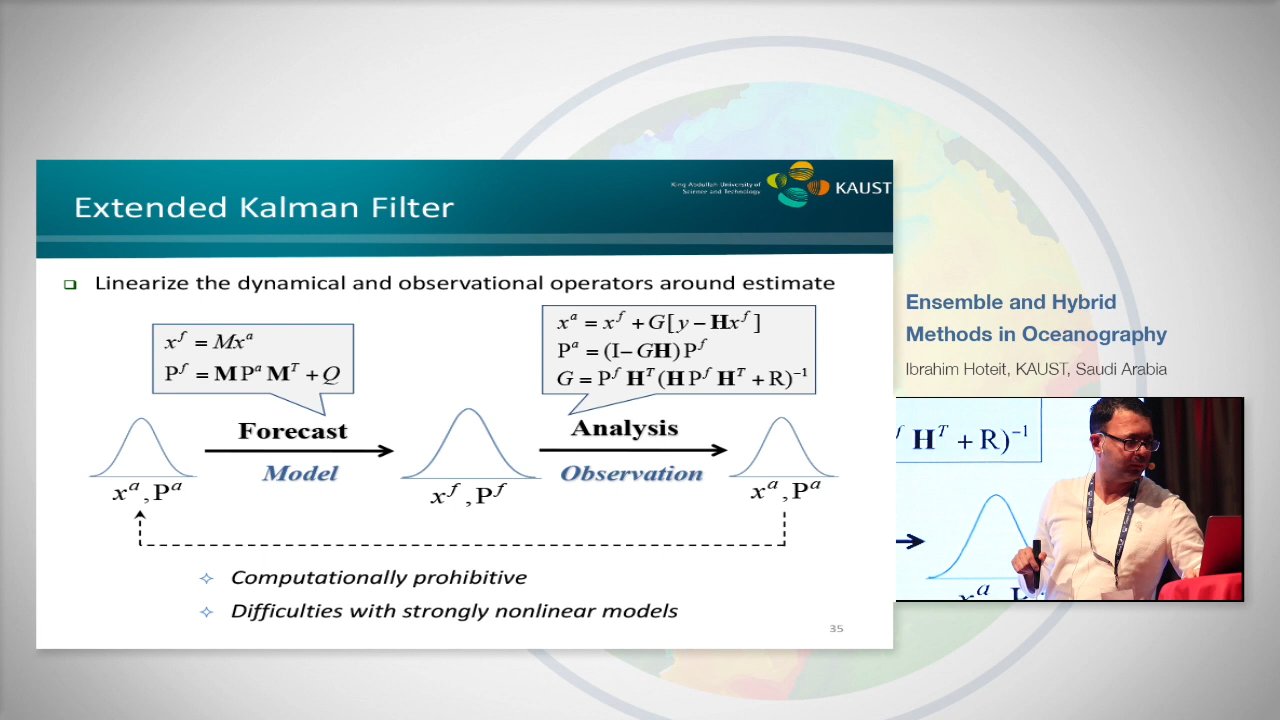 King Abdullah University of
Science and Technology
KAUST
Extended Kalman Filter
Linearize the dynamical and observational operators around estimate
x^f = Mx^a
P^f = M P^a M^T + Q
x^a = x^f + G[y − Hx^f]
P^a = (I − GH) P^f
G = P^f H^T (H P^f H^T + R)^−1
Forecast
Model
Analysis
Observation
x^a, P^a
x^f, P^f
x^a, P^a
Computationally prohibitive
Difficulties with strongly nonlinear models
35
Ensemble and Hybrid
Methods in Oceanography
Ibrahim Hoteit, KAUST, Saudi Arabia
f H^T + R)^−1
x^a